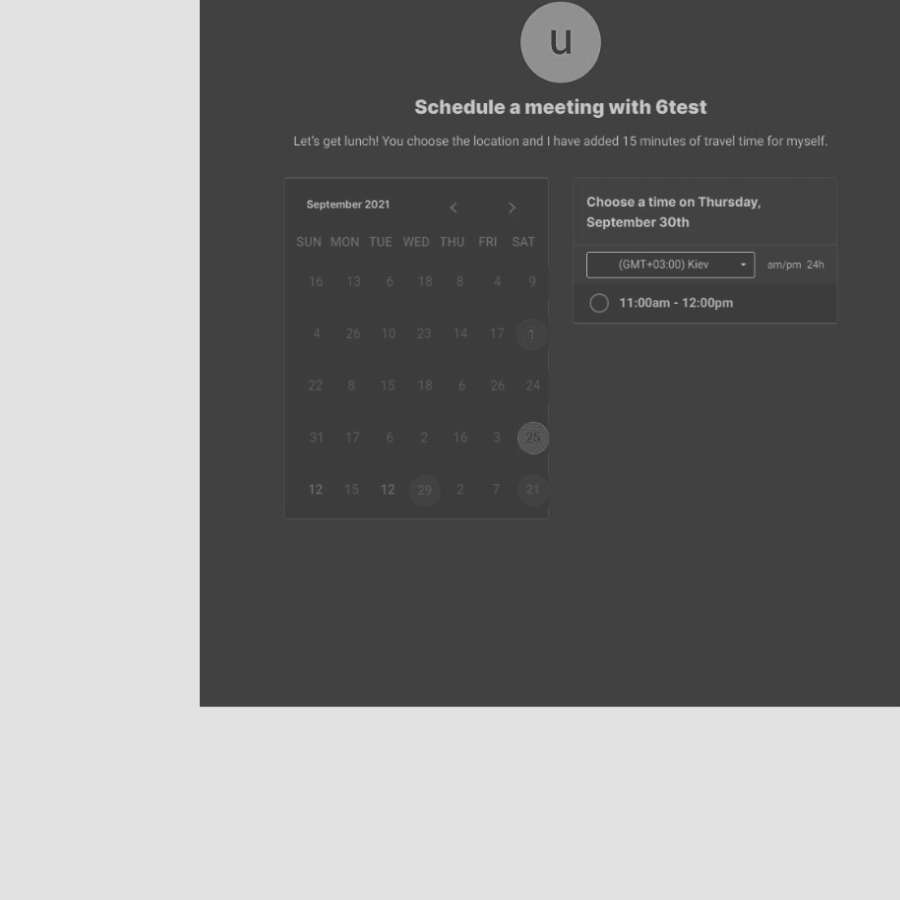 u
Schedule a meeting with 6test
Let's get lunch! You choose the location and I have added 15 minutes of travel time for myself.
September 2021
SUN MON TUE WED THU FRI SAT
16 13 6 18 8 4 9
4 26 10 23 14 17 1
22 8 15 18 6 26 24
31 17 6 2 16 3 25
12 15 12 29 2 7 21
Choose a time on Thursday,
September 30th
(GMT+03:00) Kiev am/pm 24h
11:00am - 12:00pm